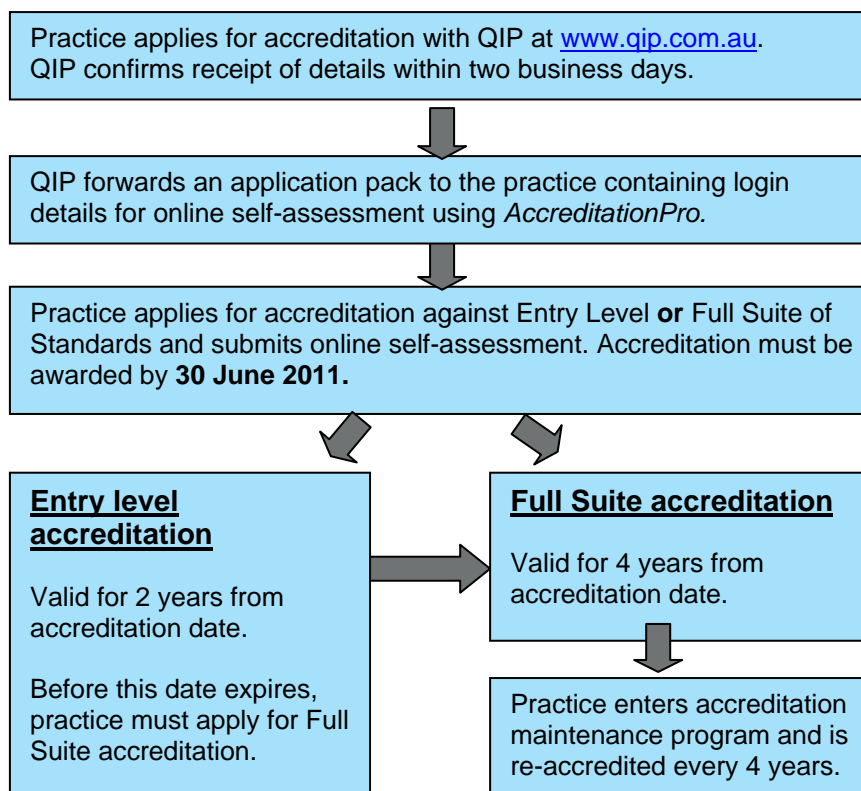 Practice applies for accreditation with QIP at www.qip.com.au.
QIP confirms receipt of details within two business days.
QIP forwards an application pack to the practice containing login
details for online self-assessment using AccreditationPro.
Practice applies for accreditation against Entry Level or Full Suite of
Standards and submits online self-assessment. Accreditation must be
awarded by 30 June 2011.
Entry level
accreditation
Valid for 2 years from
accreditation date.
Before this date expires,
practice must apply for Full
Suite accreditation.
Full Suite accreditation
Valid for 4 years from
accreditation date.
Practice enters accreditation
maintenance program and is
re-accredited every 4 years.